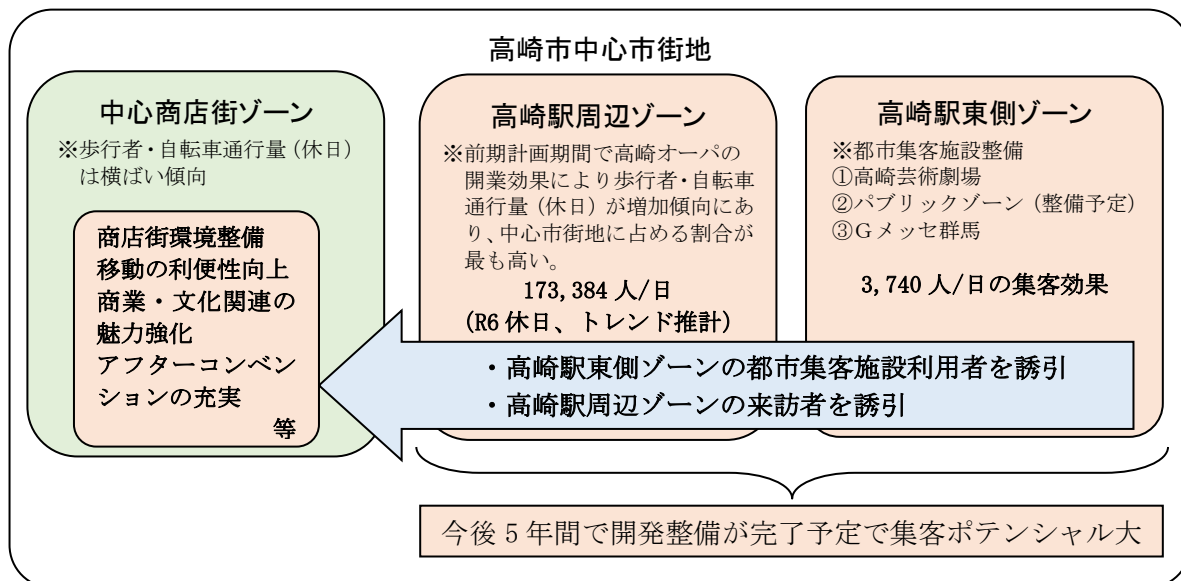 高崎市中心市街地
中心商店街ゾーン
※歩行者・自転車通行量（休日）
は横ばい傾向
商店街環境整備
移動の利便性向上
商業・文化関連の
魅力強化
アフターコンベン
ションの充実
等
高崎駅周辺ゾーン
※前期計画期間で高崎オーパの
開業効果により歩行者・自転車
通行量（休日）が増加傾向にあ
り、中心市街地に占める割合が
最も高い。
173,384 人/日
(R6 休日、トレンド推計)
高崎駅東側ゾーン
※都市集客施設整備
①高崎芸術劇場
②パブリックゾーン（整備予定）
③Ｇメッセ群馬
3,740 人/日の集客効果
・高崎駅東側ゾーンの都市集客施設利用者を誘引
・高崎駅周辺ゾーンの来訪者を誘引
今後 5 年間で開発整備が完了予定で集客ポテンシャル大